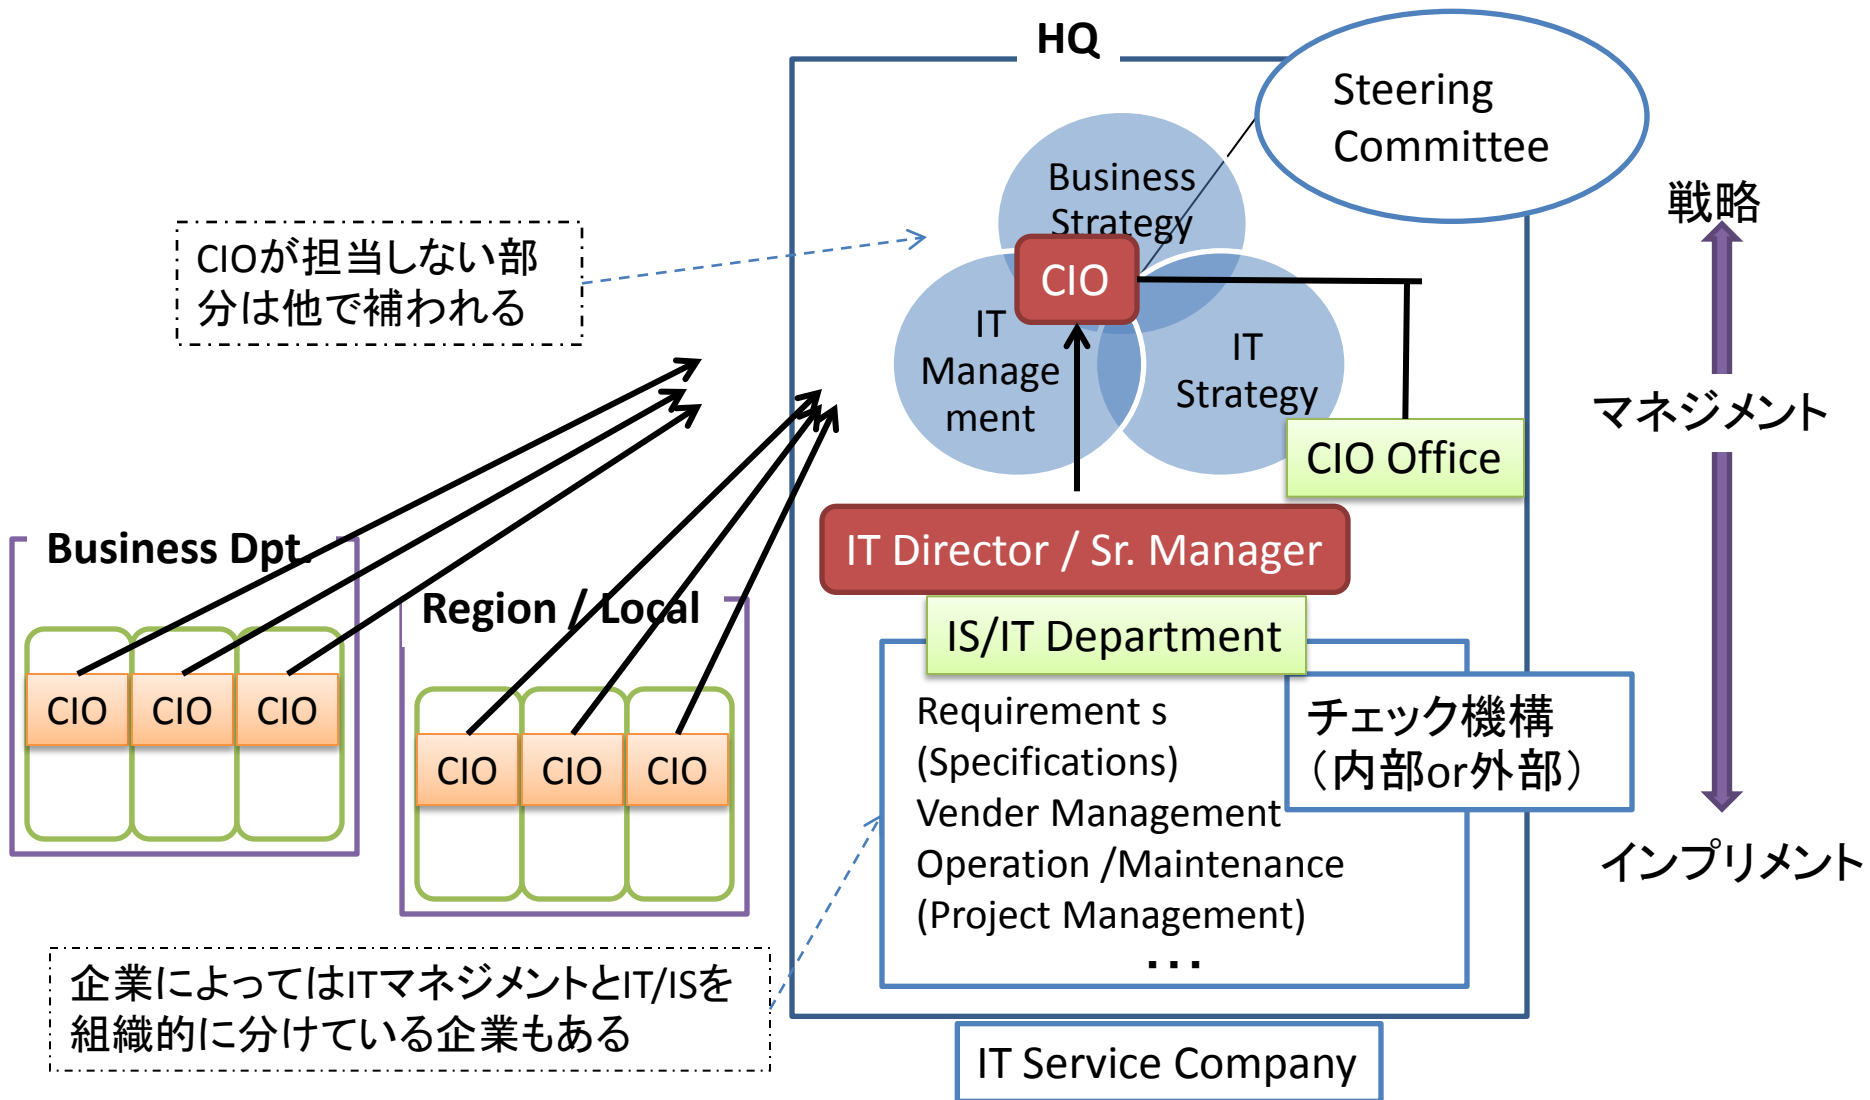 HQ
Steering
Committee
戦略
Business
Strategy
CIOが担当しない部
分は他で補われる
CIO
IT
Manage
ment
IT
Strategy
マネジメント
CIO Office
Business Dpt.
IT Director / Sr. Manager
Region / Local
IS/IT Department
CIO
CIO
CIO
CIO
CIO
CIO
Requirement s
(Specifications)
Vender Management
Operation /Maintenance
(Project Management)
・・・
チェック機構
（内部or外部）
インプリメント
企業によってはITマネジメントとIT/ISを
組織的に分けている企業もある
IT Service Company